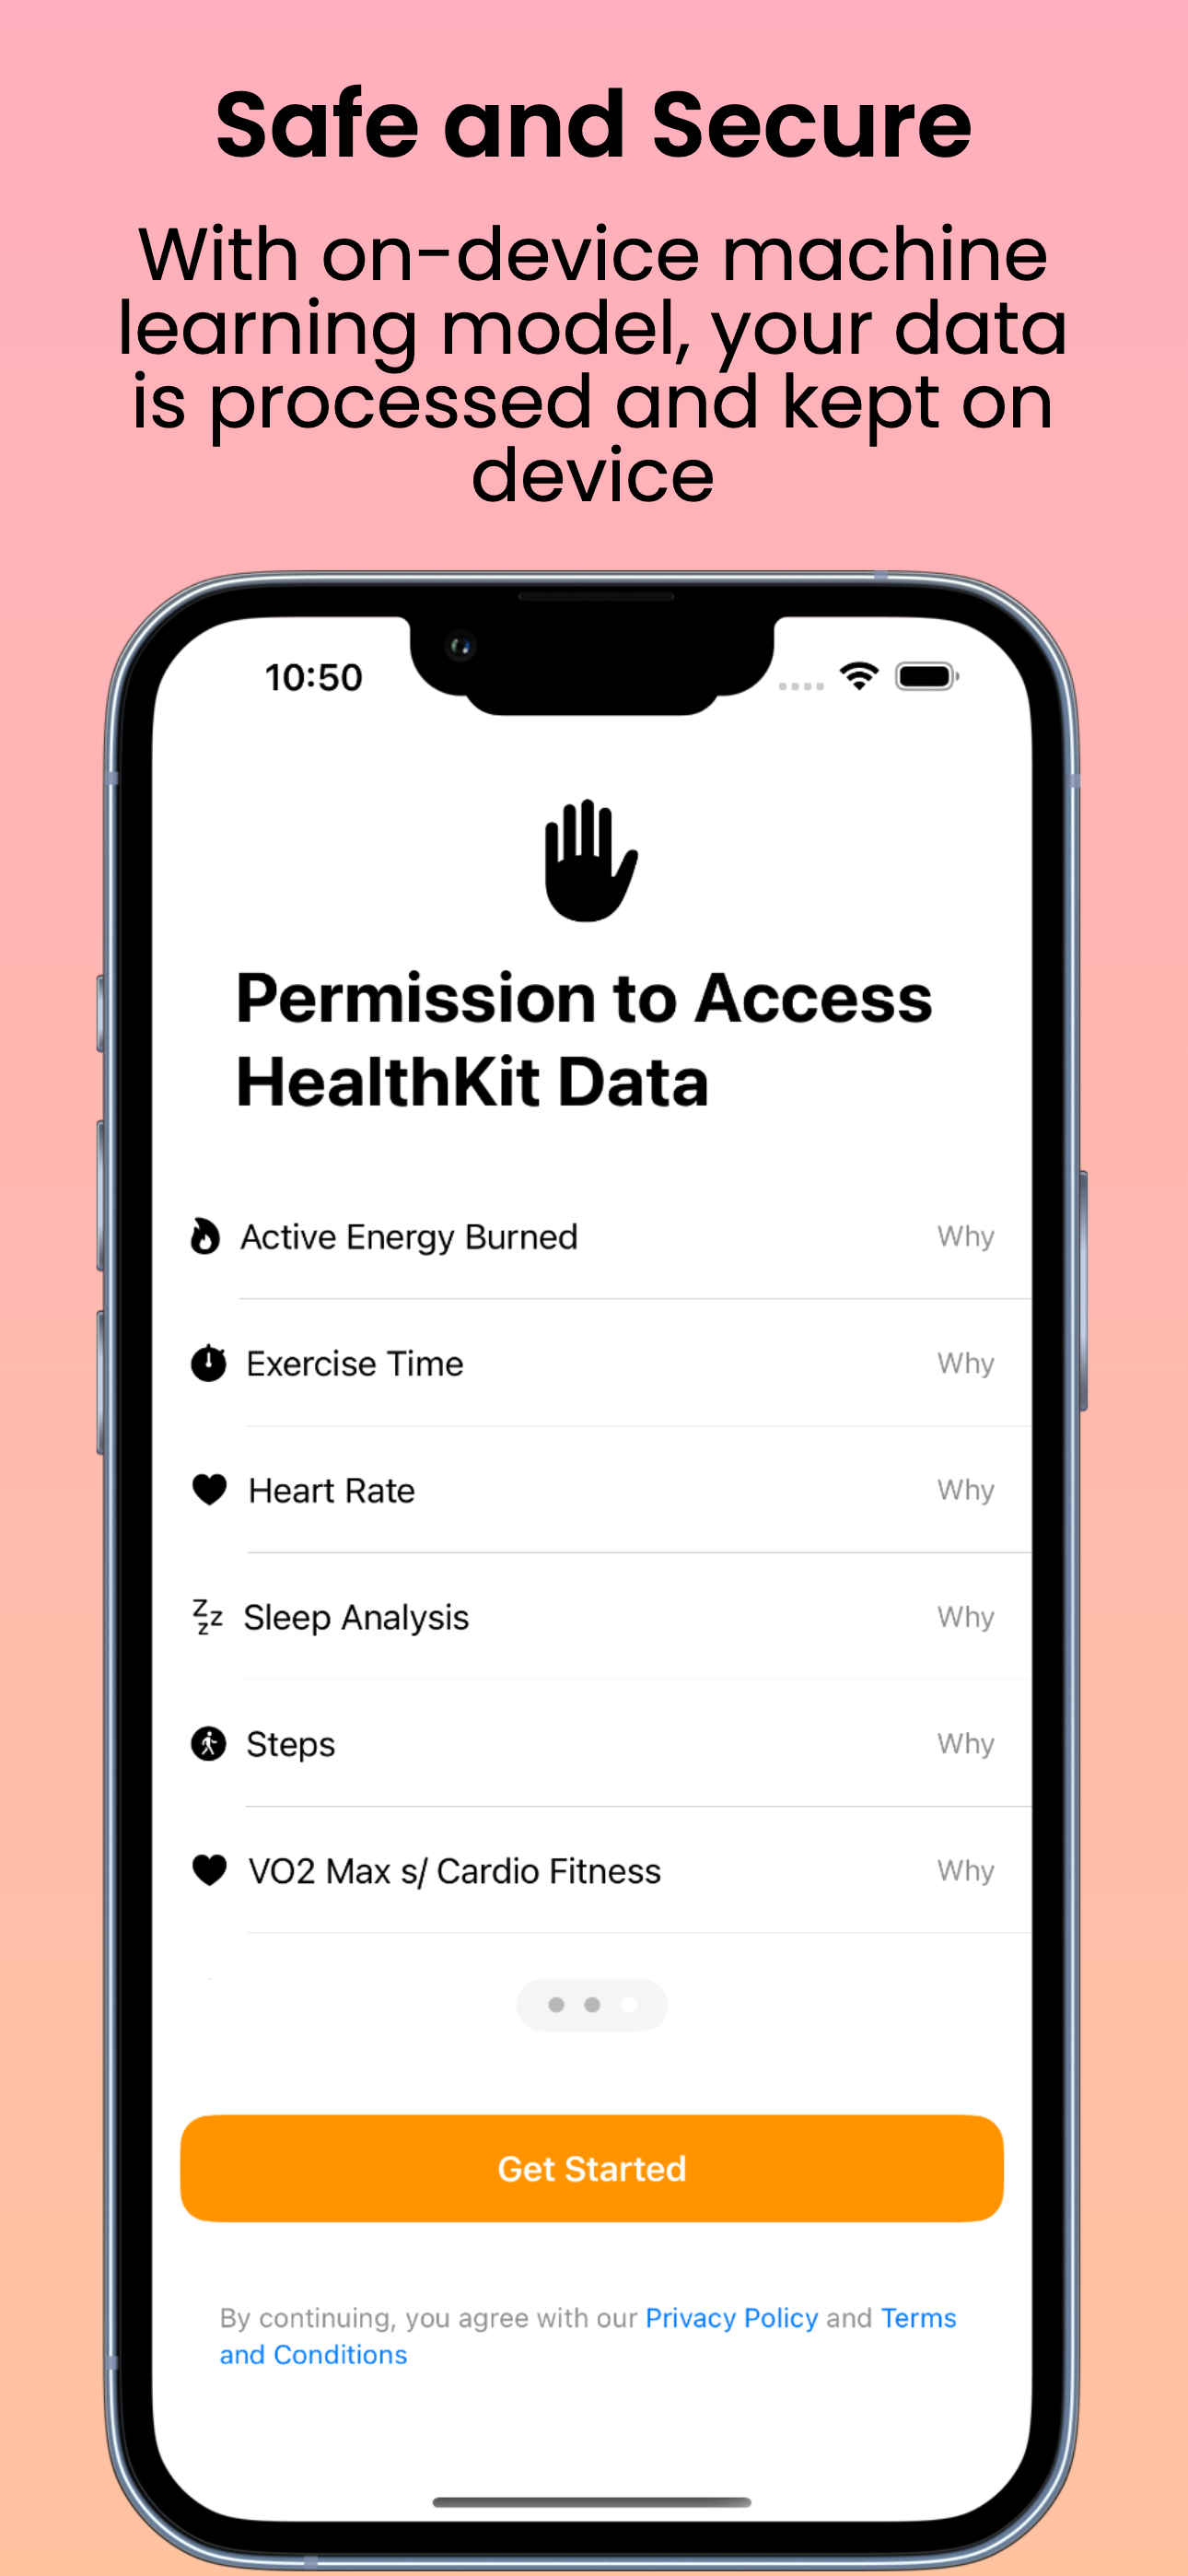 Safe and Secure
With on-device machine
learning model, your data
is processed and kept on
device
10:50
Permission to Access
HealthKit Data
Active Energy Burned Why
Exercise Time Why
Heart Rate Why
Sleep Analysis Why
Steps Why
VO2 Max s/ Cardio Fitness Why
Get Started
By continuing, you agree with our Privacy Policy and Terms
and Conditions